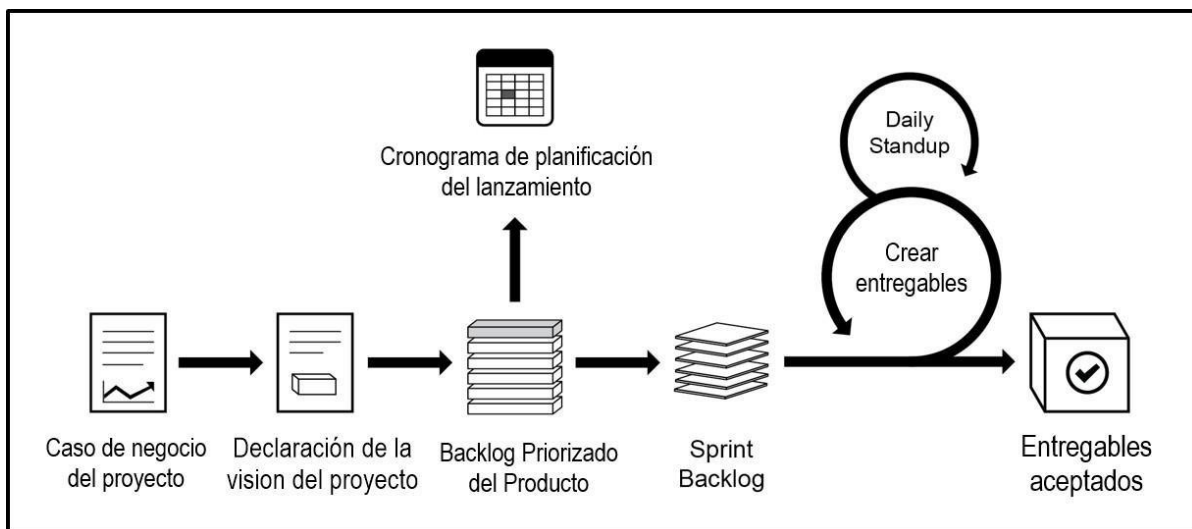 Cronograma de planificación
del lanzamiento
Daily
Standup
Crear
entregables
Caso de negocio
del proyecto
Declaración de la
vision del proyecto
Backlog Priorizado
del Producto
Sprint
Backlog
Entregables
aceptados